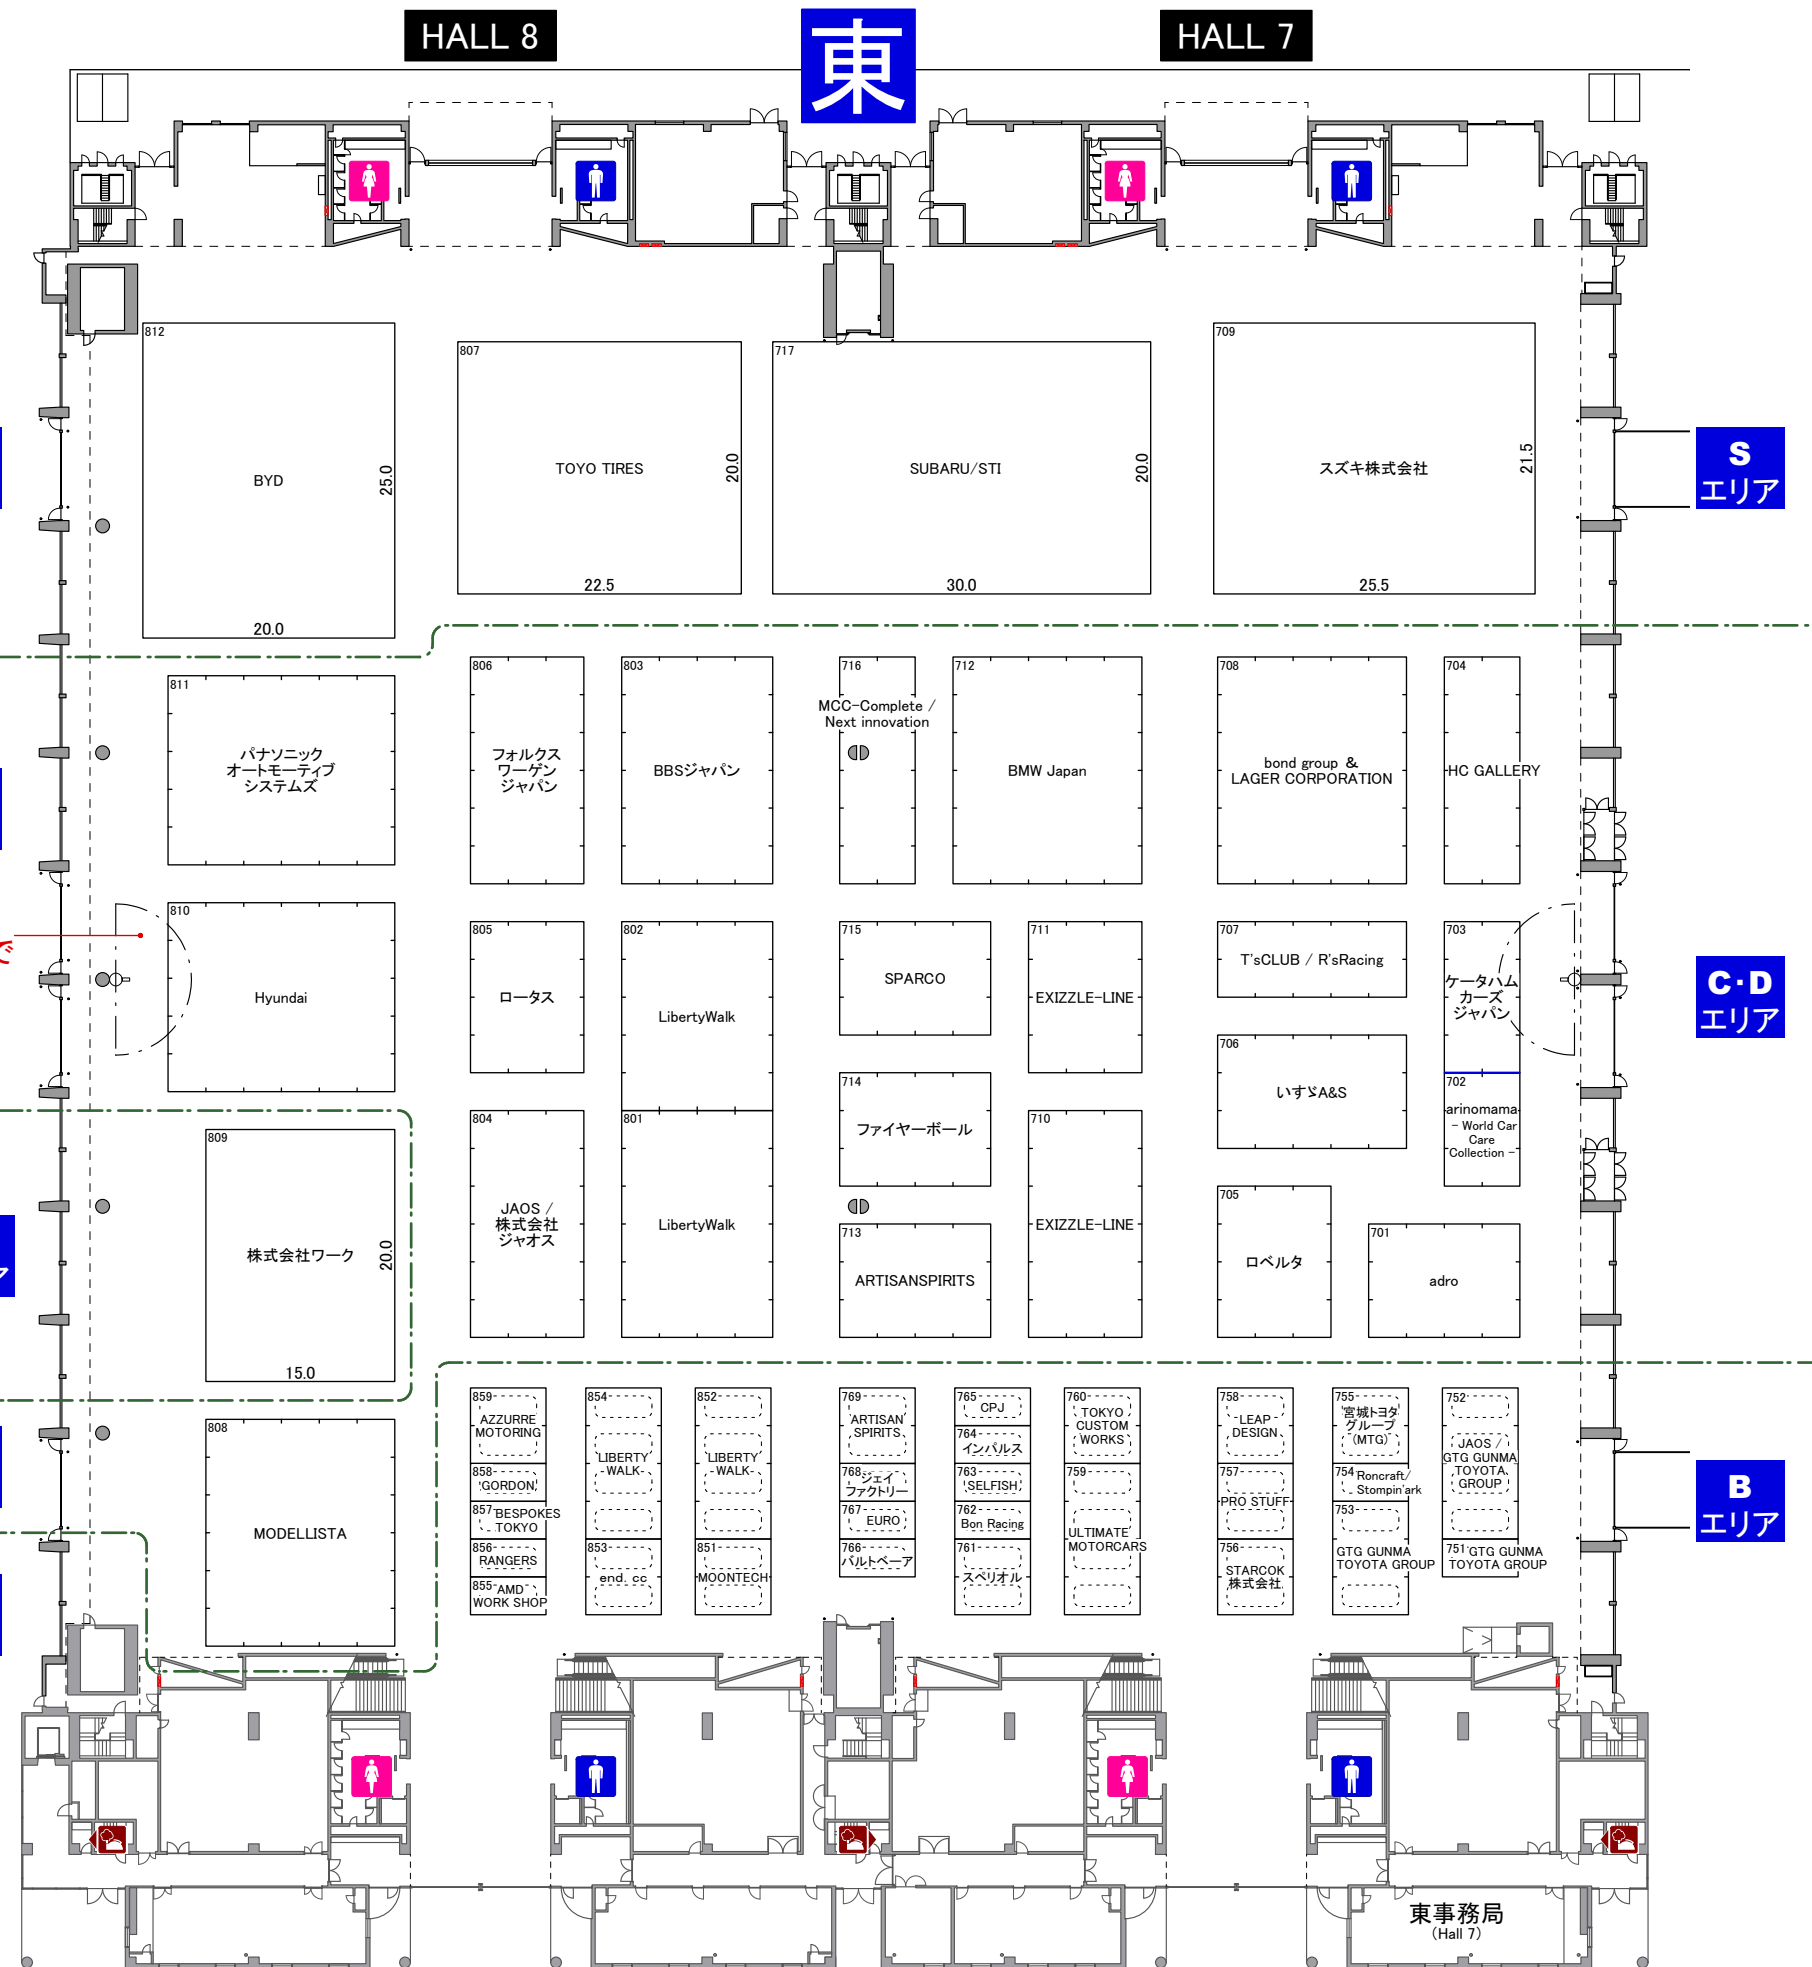 HALL 8
東
HALL 7
812
BYD
25.0
20.0
807
TOYO TIRES
20.0
22.5
717
SUBARU/STI
20.0
30.0
709
スズキ株式会社
21.5
25.5
S
エリア
811
パナソニック
オートモーティブ
システムズ
806
フォルクス
ワーゲン
ジャパン
803
BBSジャパン
716
MCC-Complete /
Next innovation
712
BMW Japan
708
bond group &
LAGER CORPORATION
704
HC GALLERY
810
Hyundai
805
ロータス
802
LibertyWalk
715
SPARCO
711
EXIZZLE-LINE
707
T'sCLUB / R'sRacing
703
ケータハム
カーズ
ジャパン
C・D
エリア
で
706
いすゞA&S
702
arinomama
- World Car
Care
Collection -
714
ファイヤーボール
809
株式会社ワーク
20.0
15.0
804
JAOS /
株式会社
ジャオス
801
LibertyWalk
713
ARTISANSPIRITS
710
EXIZZLE-LINE
705
ロベルタ
701
adro
ア
808
MODELLISTA
859
AZZURRE
MOTORING
858
GORDON
857
BESPOKES
TOKYO
856
RANGERS
855
AMD
WORK SHOP
854
LIBERTY
WALK
853
end. cc
852
LIBERTY
WALK
851
MOONTECH
769
ARTISAN
SPIRITS
768
ジェイ
ファクトリー
767
EURO
766
バルトベーア
765
CPJ
764
インパルス
763
SELFISH
762
Bon Racing
761
スペリオル
760
TOKYO
CUSTOM
WORKS
759
ULTIMATE
MOTORCARS
758
LEAP
DESIGN
757
PRO STUFF
756
STARCOK
株式会社
755
宮城トヨタ
グループ
(MTG)
754
Roncraft/
Stompin'ark
753
GTG GUNMA
TOYOTA GROUP
752
JAOS /
GTG GUNMA
TOYOTA
GROUP
751
GTG GUNMA
TOYOTA GROUP
B
エリア
東事務局
(Hall 7)